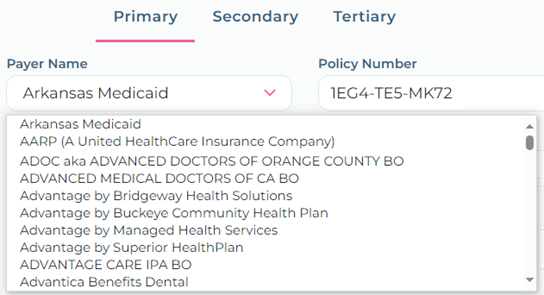 Primary Secondary Tertiary
Payer Name Policy Number
Arkansas Medicaid 1EG4-TE5-MK72
Arkansas Medicaid
AARP (A United HealthCare Insurance Company)
ADOC aka ADVANCED DOCTORS OF ORANGE COUNTY BO
ADVANCED MEDICAL DOCTORS OF CA BO
Advantage by Bridgeway Health Solutions
Advantage by Buckeye Community Health Plan
Advantage by Managed Health Services
Advantage by Superior HealthPlan
ADVANTAGE CARE IPA BO
Advantica Benefits Dental